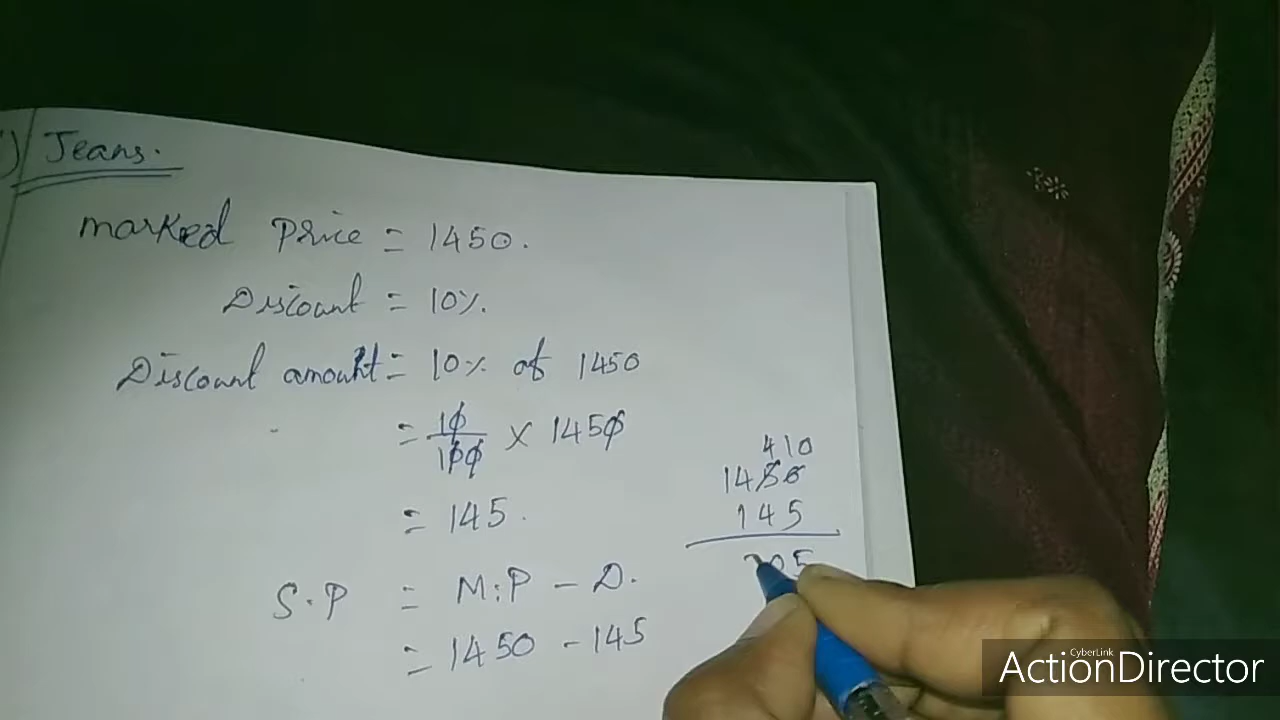 ) Jeans.
marked price = 1450.
Discount = 10%.
Discount amount = 10% of 1450
= 10/100 × 1450
= 145.
S.P = M.P - D.
= 1450 - 145
410
1450
145
305
CyberLink
ActionDirector